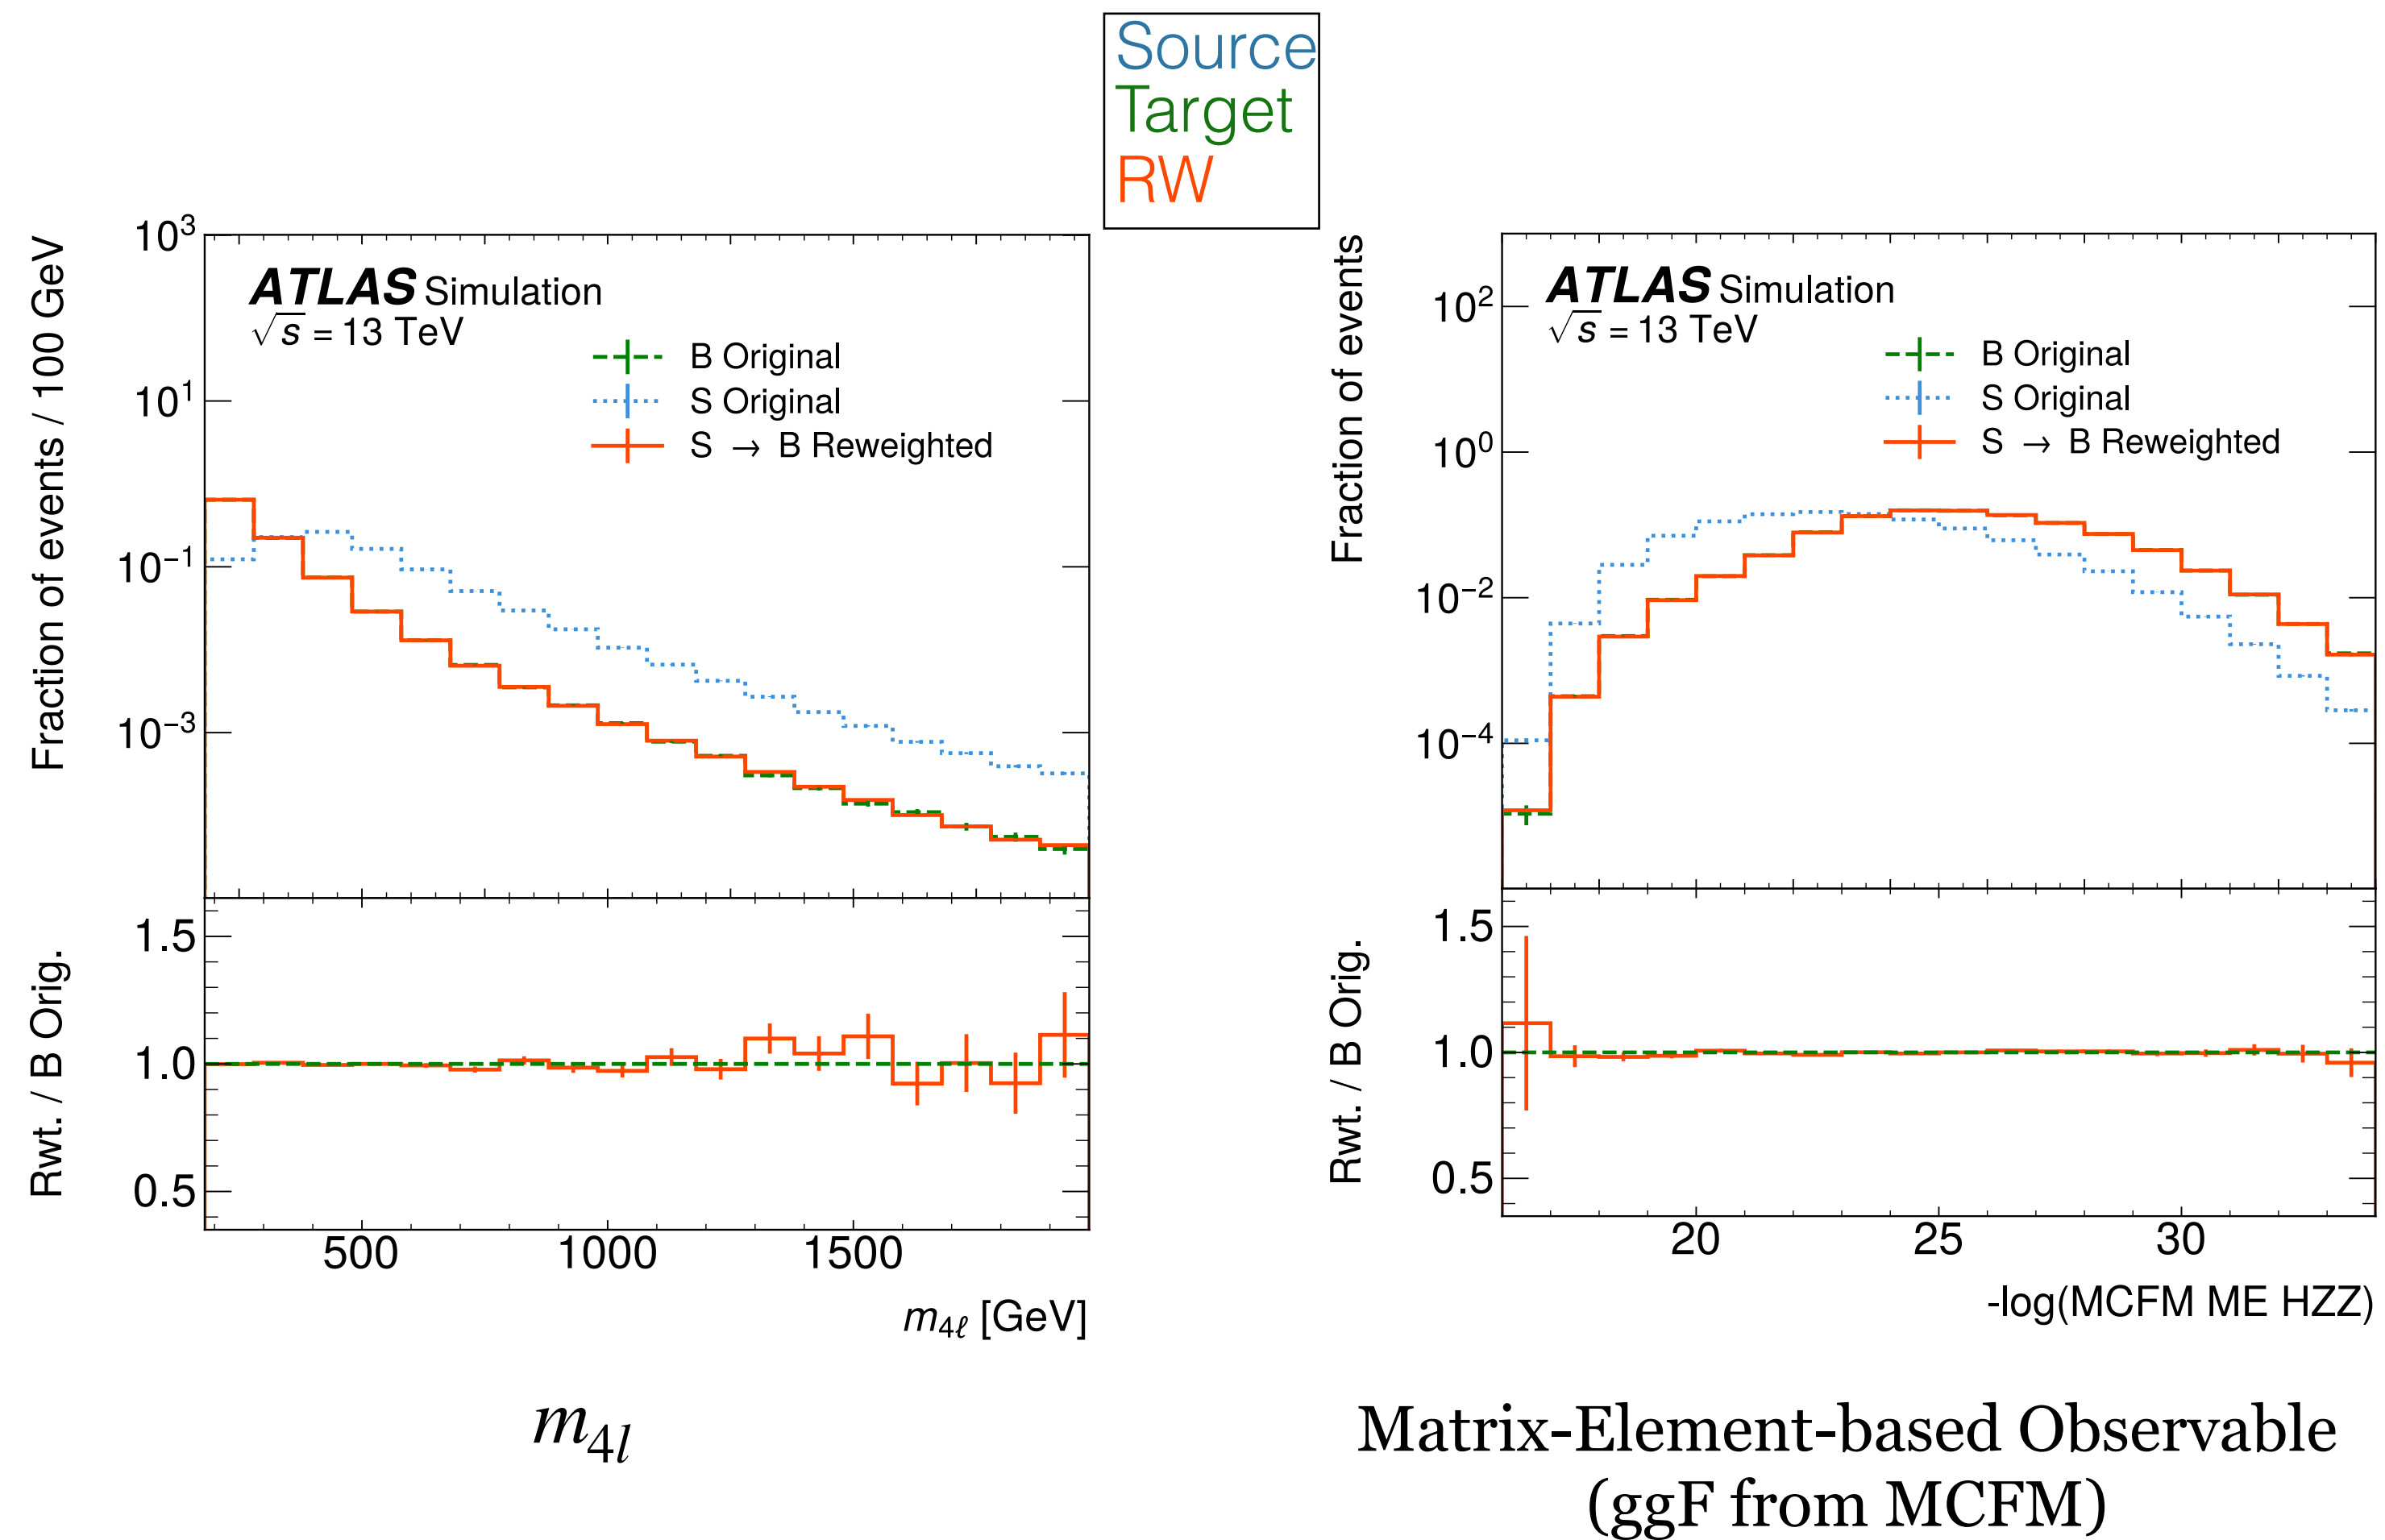 Source
Target
RW
Fraction of events / 100 GeV
10³
10¹
10⁻¹
10⁻³
ATLAS Simulation
√s = 13 TeV
B Original
S Original
S → B Reweighted
Rwt. / B Orig.
1.5
1.0
0.5
500 1000 1500
m₄ℓ [GeV]
m₄l
Fraction of events
10²
10⁰
10⁻²
10⁻⁴
ATLAS Simulation
√s = 13 TeV
B Original
S Original
S → B Reweighted
Rwt. / B Orig.
1.5
1.0
0.5
20 25 30
-log(MCFM ME HZZ)
Matrix-Element-based Observable
(ggF from MCFM)